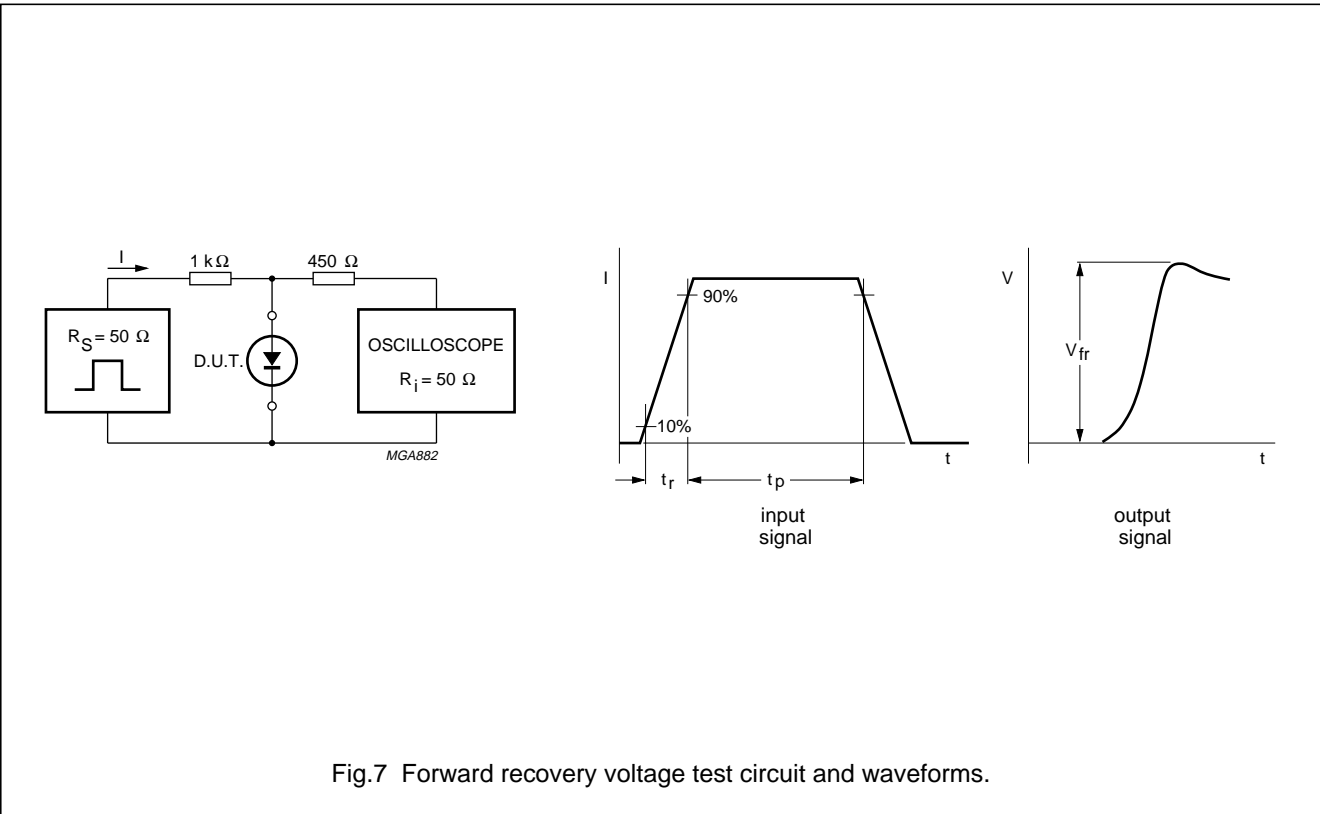 I
1 kΩ
450 Ω
R_S = 50 Ω
D.U.T.
OSCILLOSCOPE
R_i = 50 Ω
MGA882
I
90%
10%
t
t_r
t_p
input
signal
V
V_fr
t
output
signal
Fig.7 Forward recovery voltage test circuit and waveforms.